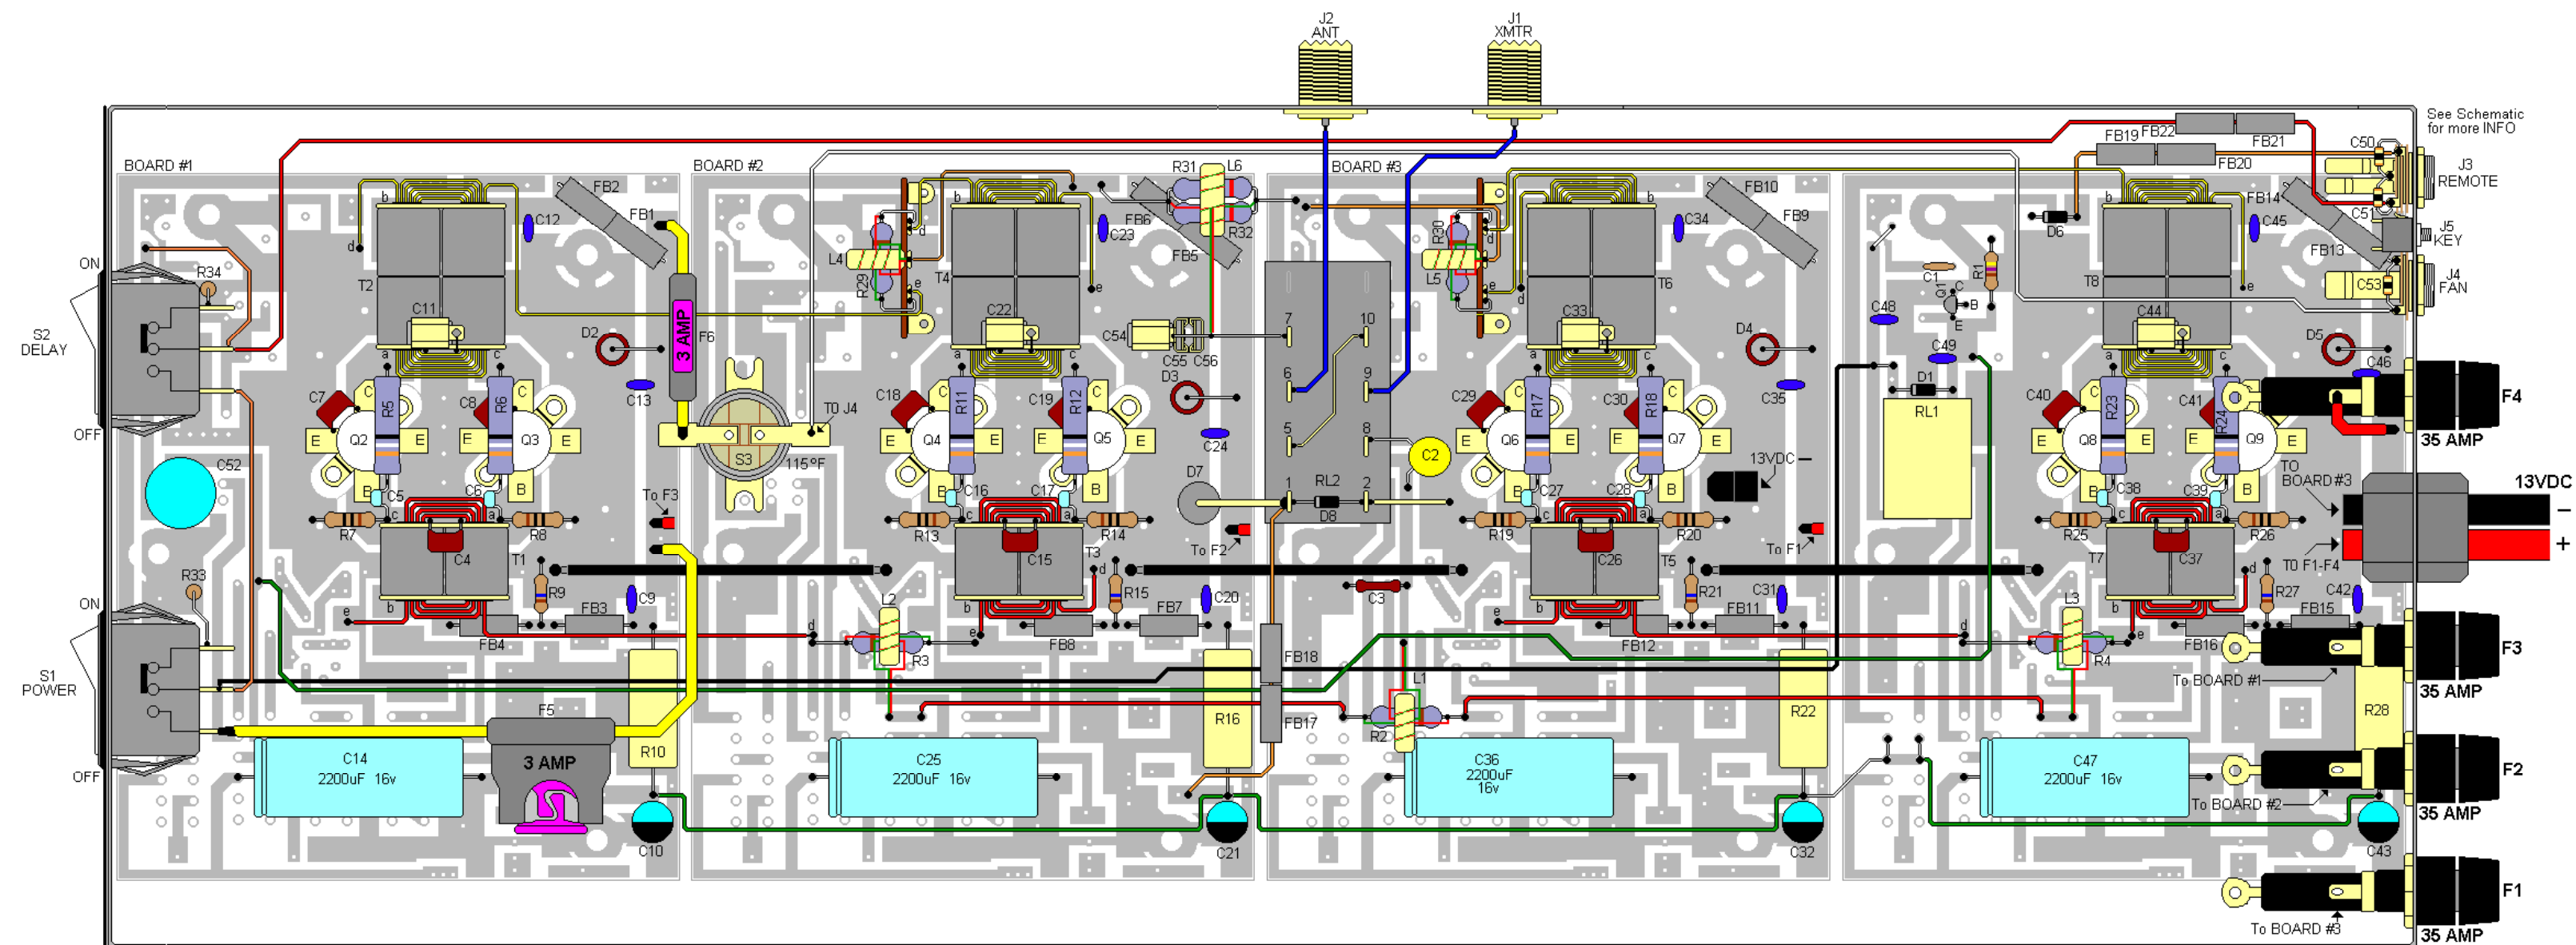 J2
ANT
J1
XMTR
See Schematic
for more INFO
BOARD #1
BOARD #2
BOARD #3
FB19
FB22
FB21
FB20
C50
J3
REMOTE
C51
J5
KEY
J4
FAN
C53
ON
S2
DELAY
OFF
R34
b
d
T2
C11
a
c
C12
FB2
FB1
D2
F6
3 AMP
C13
C7
C
R5
C8
R6
C
E
Q2
E
E
Q3
E
B
C5
C6
B
C52
R7
c
a
R8
C4
T1
R9
b
e
FB4
FB3
C9
To F3
R33
ON
S1
POWER
OFF
F5
3 AMP
C14
2200uF 16v
R10
C10
S3
115ºF
TO J4
L4
R29
d
e
b
T4
e
C22
a
c
C23
FB6
FB5
R31
L6
R32
C54
C55
C56
D3
C24
C18
C
R11
C19
R12
C
E
Q4
E
E
Q5
E
B
C16
C17
B
R13
c
a
R14
C15
T3
d
R15
b
e
d
e
L2
R3
FB8
FB7
C20
To F2
D7
C25
2200uF 16v
R16
C21
FB18
FB17
7
10
6
9
5
8
1
RL2
2
D8
C2
C3
L1
R2
R30
L5
d
e
b
d
T6
C33
a
c
C34
FB10
FB9
D4
C35
C29
C
R17
C30
R18
C
E
Q6
E
E
Q7
E
B
C27
C28
B
13VDC −
R19
c
a
R20
C26
T5
R21
b
e
FB12
FB11
C31
To F1
C36
2200uF
16v
R22
C32
D6
C1
R1
Q1
C
B
E
C48
C49
D1
RL1
b
T8
e
C44
a
c
FB14
C45
FB13
D5
C46
C40
C
R23
C41
R24
E
Q8
E
E
Q9
E
B
C38
C39
B
R25
c
a
R26
C37
T7
d
R27
b
e
d
e
L3
R4
FB16
FB15
C42
C47
2200uF 16v
R28
C43
F4
35 AMP
TO
BOARD #3
13VDC
−
+
TO F1-F4
F3
To BOARD #1
35 AMP
F2
To BOARD #2
35 AMP
F1
To BOARD #3
35 AMP